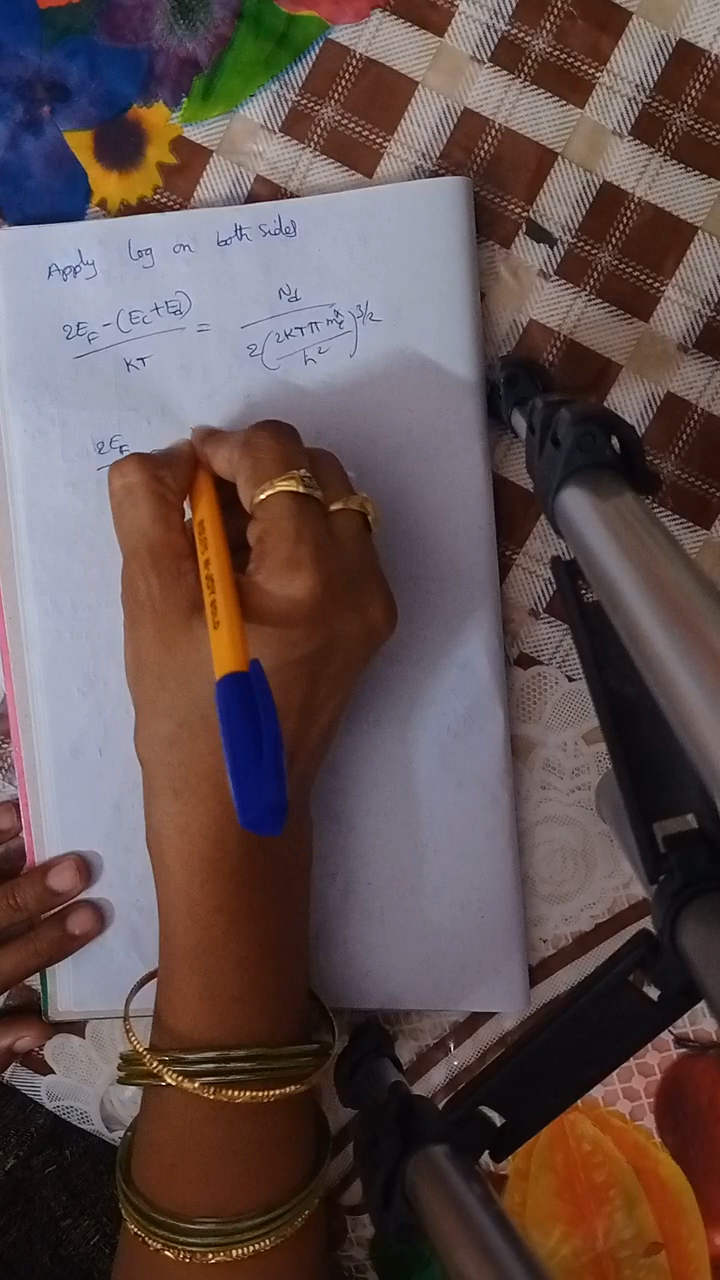 Apply log on both sides
2E_F - (E_c + E_d) / KT = N_d / 2(2KTπm_e^* / h^2)^3/2
2E_F